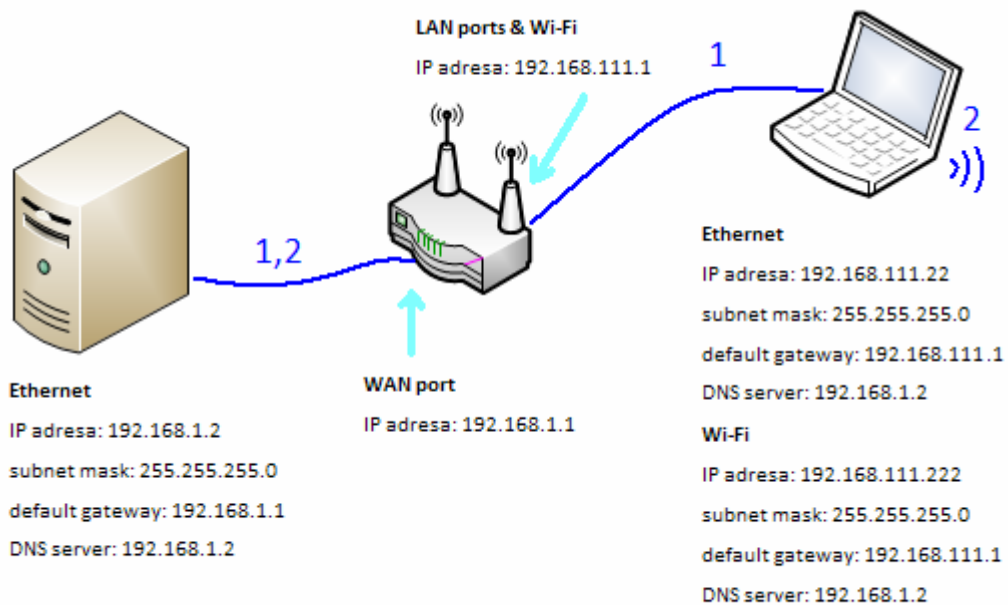 LAN ports & Wi-Fi
IP adresa: 192.168.111.1
1
2
1,2
Ethernet
IP adresa: 192.168.1.2
subnet mask: 255.255.255.0
default gateway: 192.168.1.1
DNS server: 192.168.1.2
WAN port
IP adresa: 192.168.1.1
Ethernet
IP adresa: 192.168.111.22
subnet mask: 255.255.255.0
default gateway: 192.168.111.1
DNS server: 192.168.1.2
Wi-Fi
IP adresa: 192.168.111.222
subnet mask: 255.255.255.0
default gateway: 192.168.111.1
DNS server: 192.168.1.2